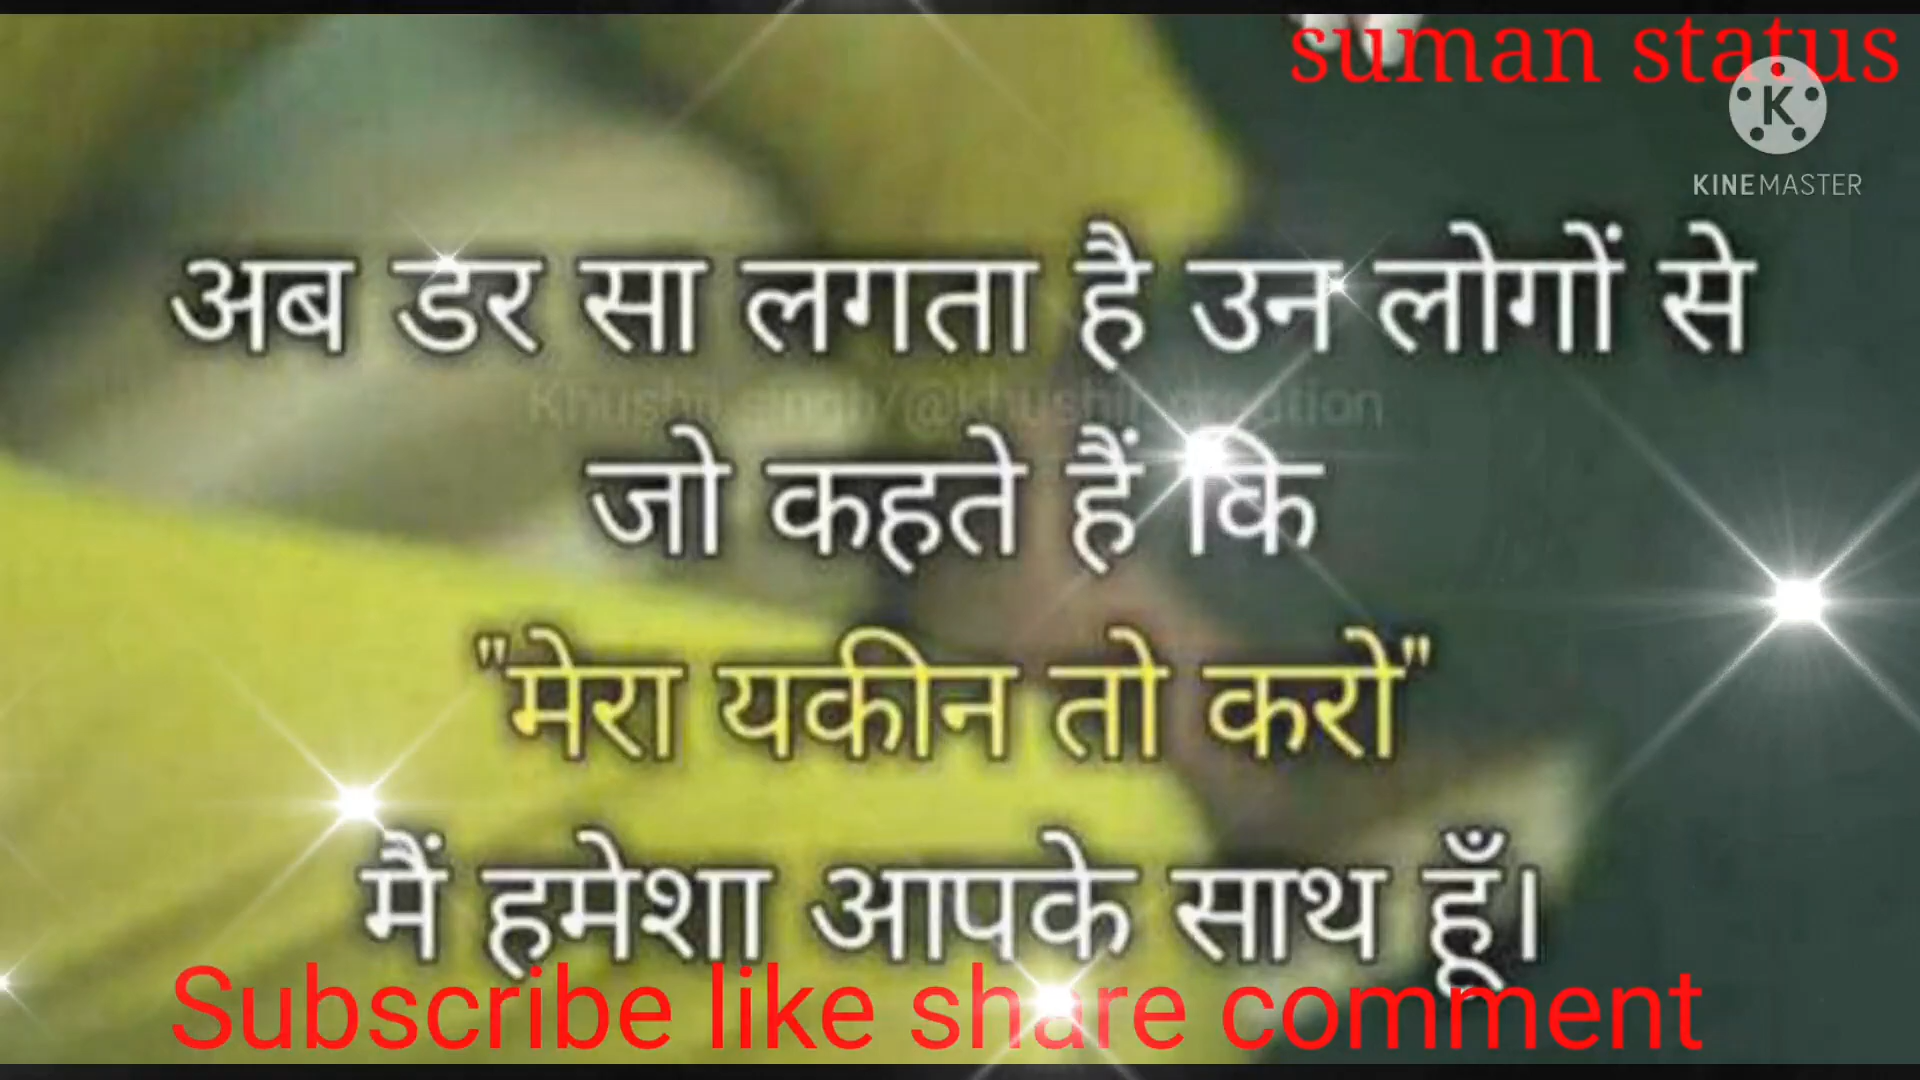 suman status
KINEMASTER
अब डर सा लगता है उन लोगों से
जो कहते हैं कि
"मेरा यकीन तो करो"
मैं हमेशा आपके साथ हूँ।
Subscribe like share comment